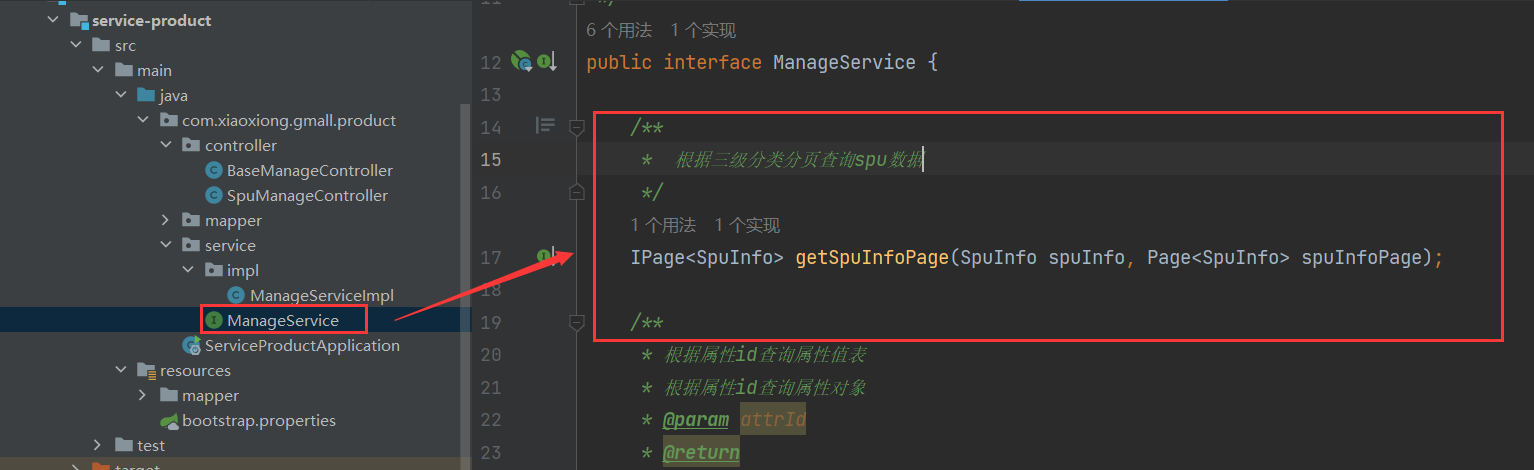 service-product
src
main
java
com.xiaoxiong.gmall.product
controller
BaseManageController
SpuManageController
mapper
service
impl
ManageServiceImpl
ManageService
ServiceProductApplication
resources
mapper
bootstrap.properties
test
target
11
6 个用法 1 个实现
12 public interface ManageService {
13
14 /**
15 * 根据三级分类分页查询spu数据
16 */
1 个用法 1 个实现
17 IPage<SpuInfo> getSpuInfoPage(SpuInfo spuInfo, Page<SpuInfo> spuInfoPage);
18
19 /**
20 * 根据属性id查询属性值表
21 * 根据属性id查询属性对象
22 * @param attrId
23 * @return